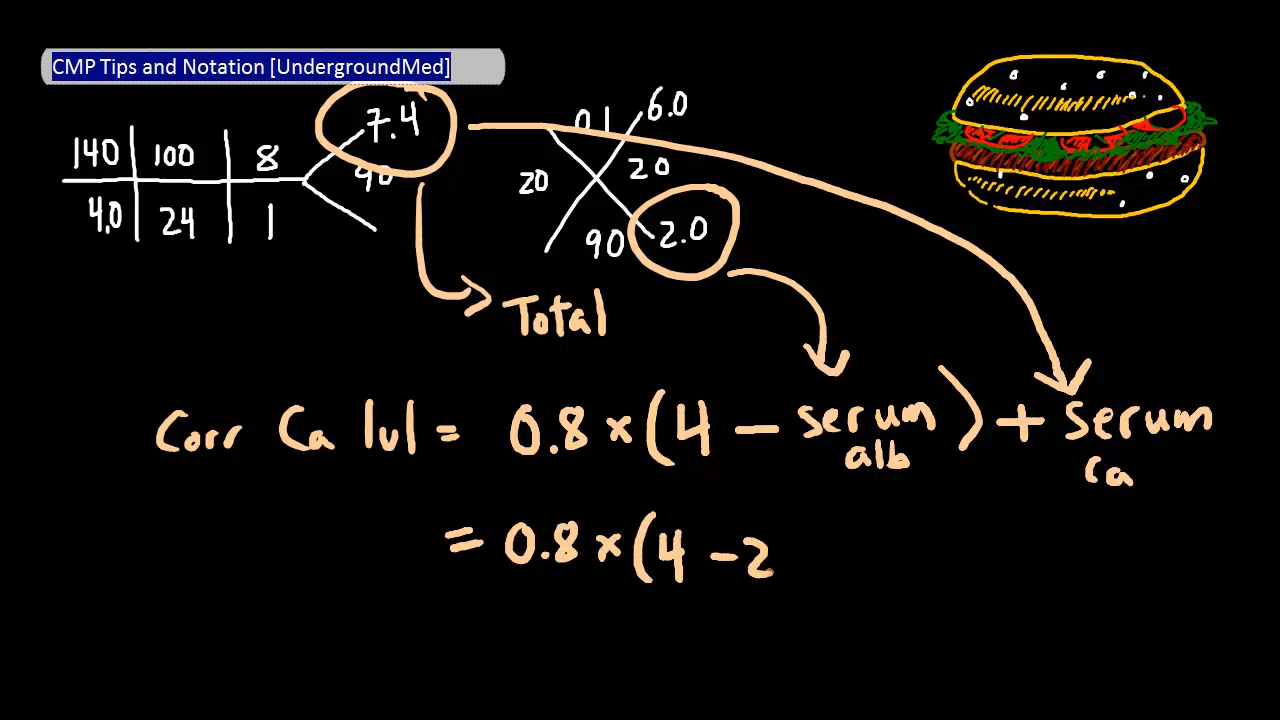 CMP Tips and Notation [UndergroundMed]
7.4 6.0
140 100 8 90 20 20
4.0 24 1 90 2.0
Total
Corr Ca lvl = 0.8 × (4 − serum alb) + Serum ca
= 0.8 × (4 − 2